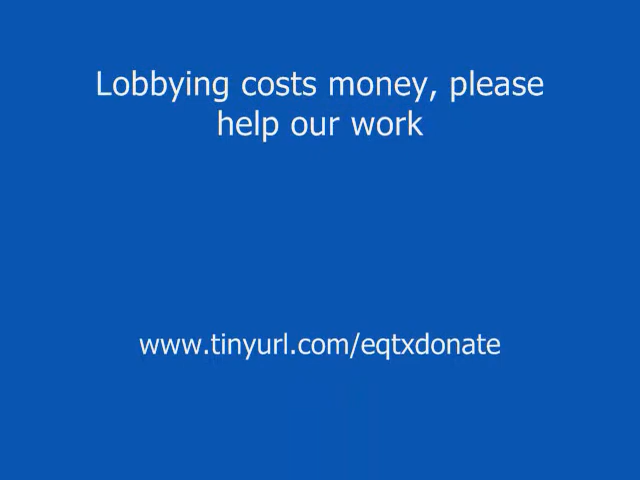 Lobbying costs money, please
help our work
www.tinyurl.com/eqtxdonate